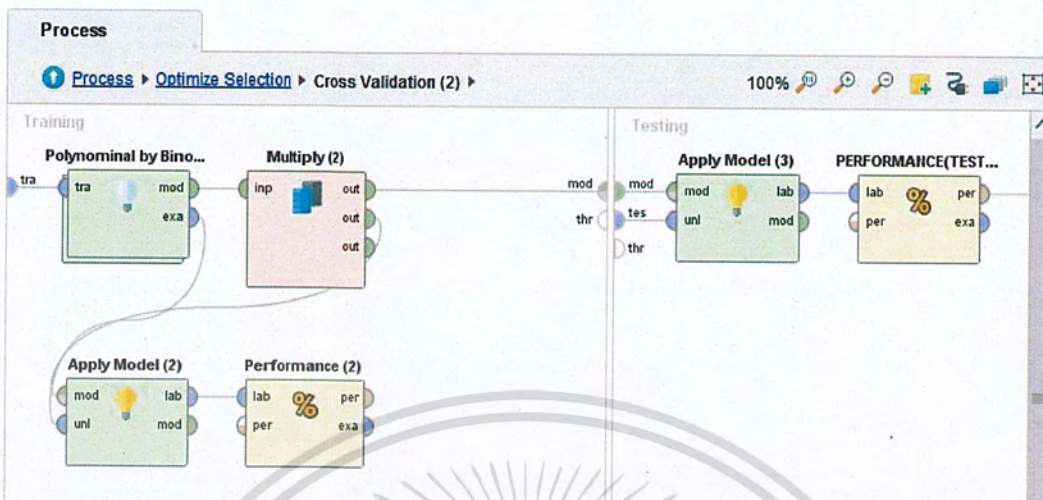 Process
Process ▸ Optimize Selection ▸ Cross Validation (2) ▸
100%
Training
Testing
Polynominal by Bino...
Multiply (2)
Apply Model (3)
PERFORMANCE(TEST...
tra
tra
mod
exa
inp
out
out
out
mod
thr
mod
tes
thr
mod
unl
lab
mod
lab
per
per
exa
Apply Model (2)
Performance (2)
mod
unl
lab
mod
lab
per
per
exa